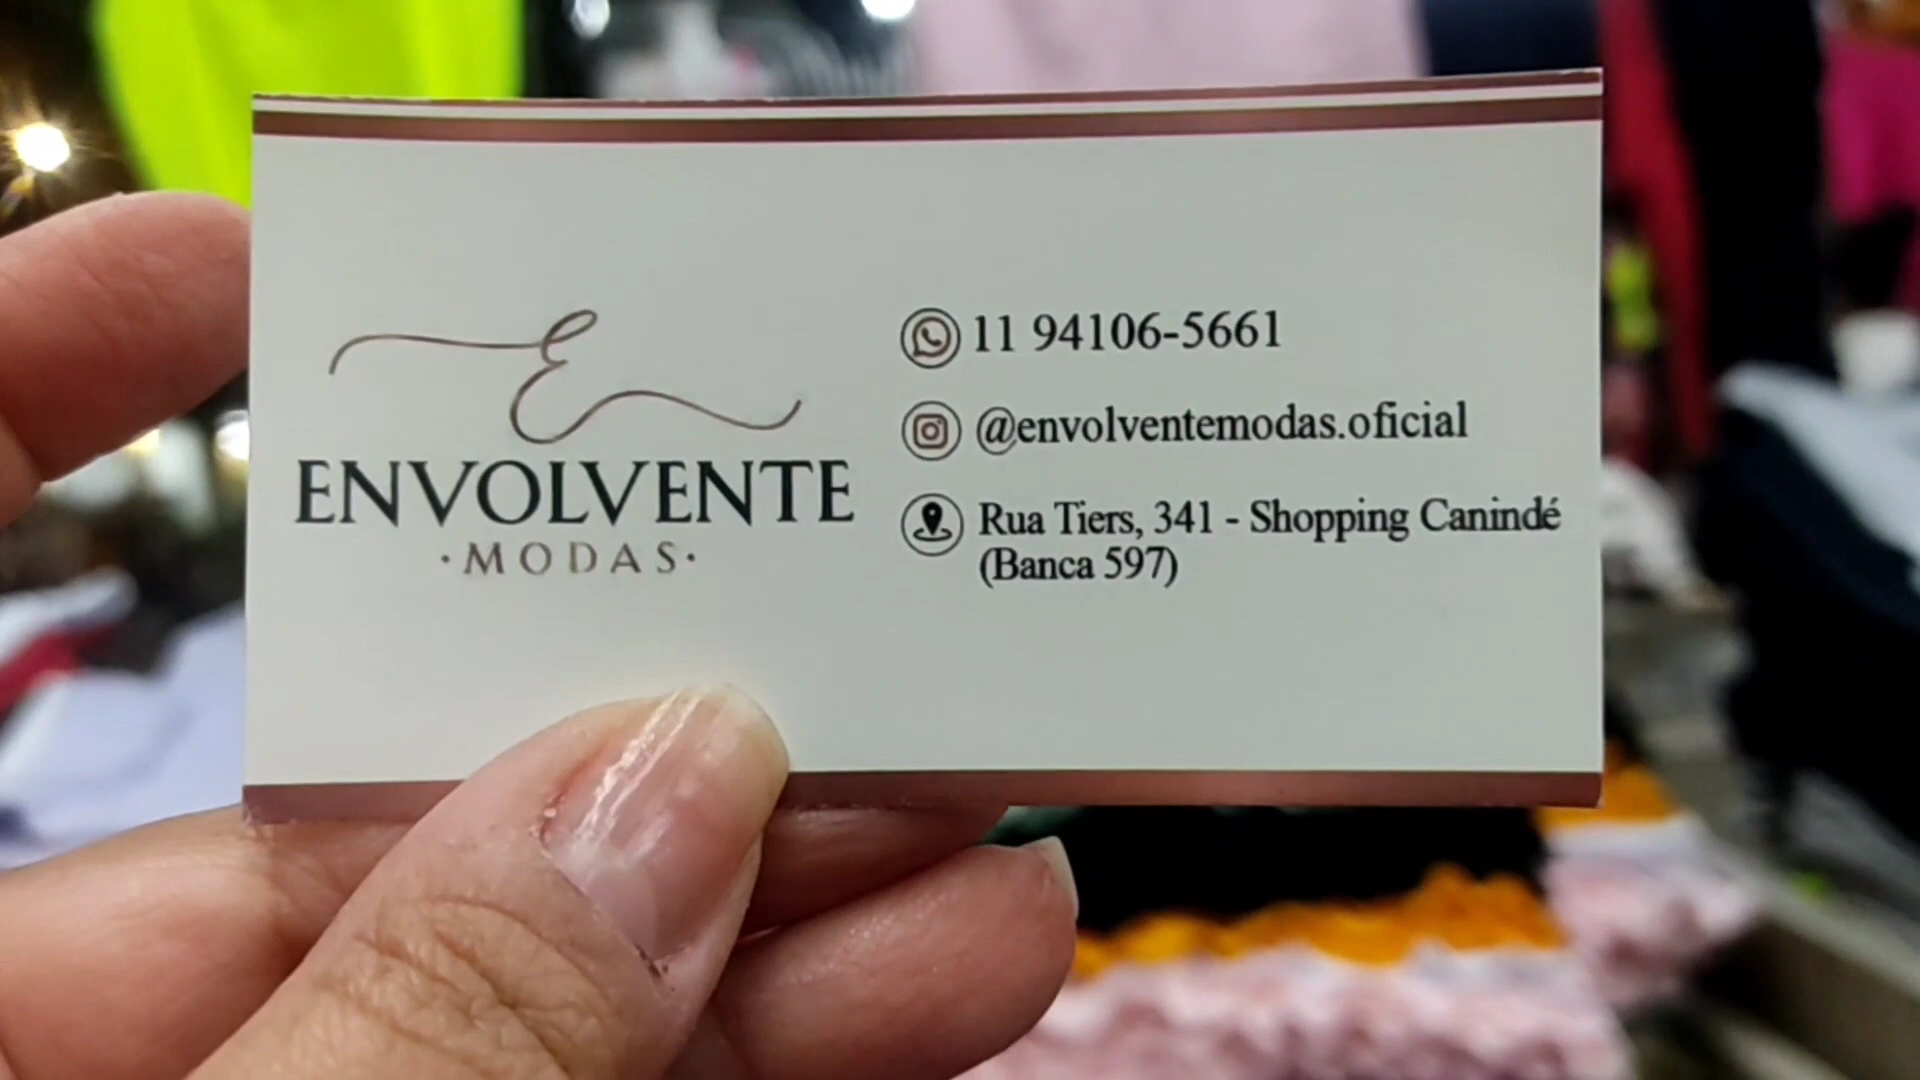 E
ENVOLVENTE
·MODAS·
11 94106-5661
@envolventemodas.oficial
Rua Tiers, 341 - Shopping Canindé
(Banca 597)